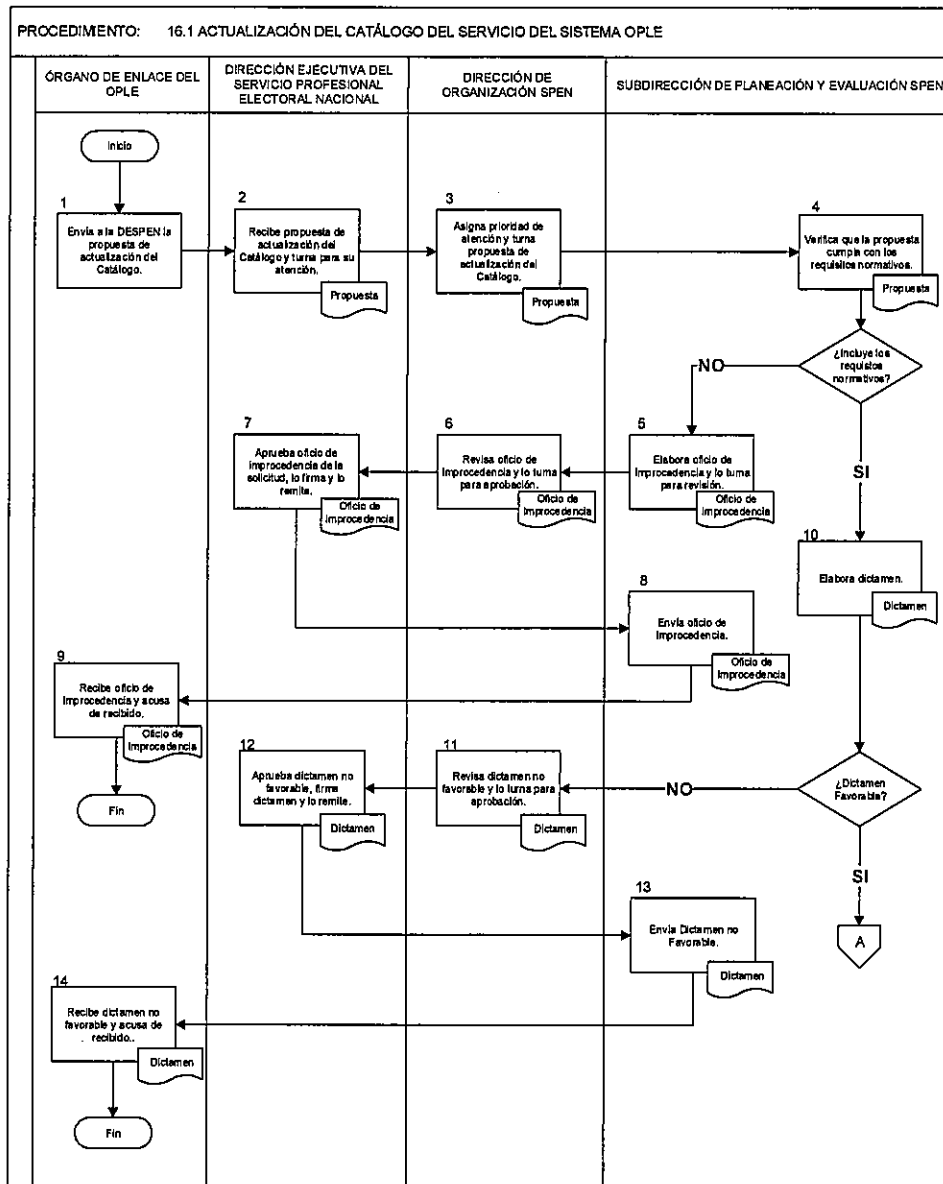 PROCEDIMIENTO: 16.1 ACTUALIZACIÓN DEL CATÁLOGO DEL SERVICIO DEL SISTEMA OPLE
ÓRGANO DE ENLACE DEL
OPLE
DIRECCIÓN EJECUTIVA DEL
SERVICIO PROFESIONAL
ELECTORAL NACIONAL
DIRECCIÓN DE
ORGANIZACIÓN SPEN
SUBDIRECCIÓN DE PLANEACIÓN Y EVALUACIÓN SPEN
Inicio
1
Envía a la DESPEN la
propuesta de
actualización del
Catálogo.
2
Recibe propuesta de
actualización del
Catálogo y turna para su
atención.
Propuesta
3
Asigna prioridad de
atención y turna
propuesta de
actualización del
Catálogo.
Propuesta
4
Verifica que la propuesta
cumpla con los
requisitos normativos.
Propuesta
¿Incluye los
requistos
normativos?
NO
SI
5
Elabora oficio de
Improcedencia y lo turna
para revisión.
Oficio de
Improcedencia
6
Revisa oficio de
Improcedencia y lo turna
para aprobación.
Oficio de
Improcedencia
7
Aprueba oficio de
improcedencia de la
solicitud, lo firma y lo
remite.
Oficio de
Improcedencia
8
Envía oficio de
Improcedencia.
Oficio de
Improcedencia
9
Recibe oficio de
Improcedencia y acusa
de recibido.
Oficio de
Improcedencia
Fin
10
Elabora dictamen.
Dictamen
¿Dictamen
Favorable?
NO
SI
A
11
Revisa dictamen no
favorable y lo turna para
aprobación.
Dictamen
12
Aprueba dictamen no
favorable, firma
dictamen y lo remite.
Dictamen
13
Envía Dictamen no
Favorable.
Dictamen
14
Recibe dictamen no
favorable y acusa de
recibido..
Dictamen
Fin